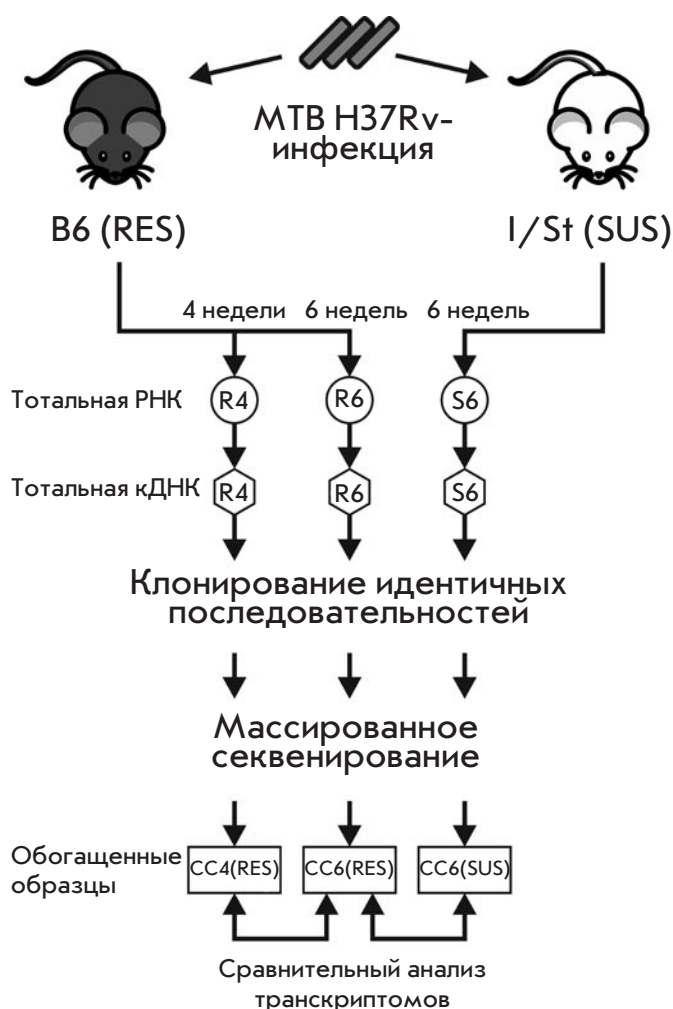 МТВ H37Rv-
инфекция
B6 (RES)
I/St (SUS)
4 недели 6 недель 6 недель
Тотальная РНК R4 R6 S6
Тотальная кДНК R4 R6 S6
Клонирование идентичных
последовательностей
Массированное
секвенирование
Обогащенные
образцы
CC4(RES) CC6(RES) CC6(SUS)
Сравнительный анализ
транскриптомов